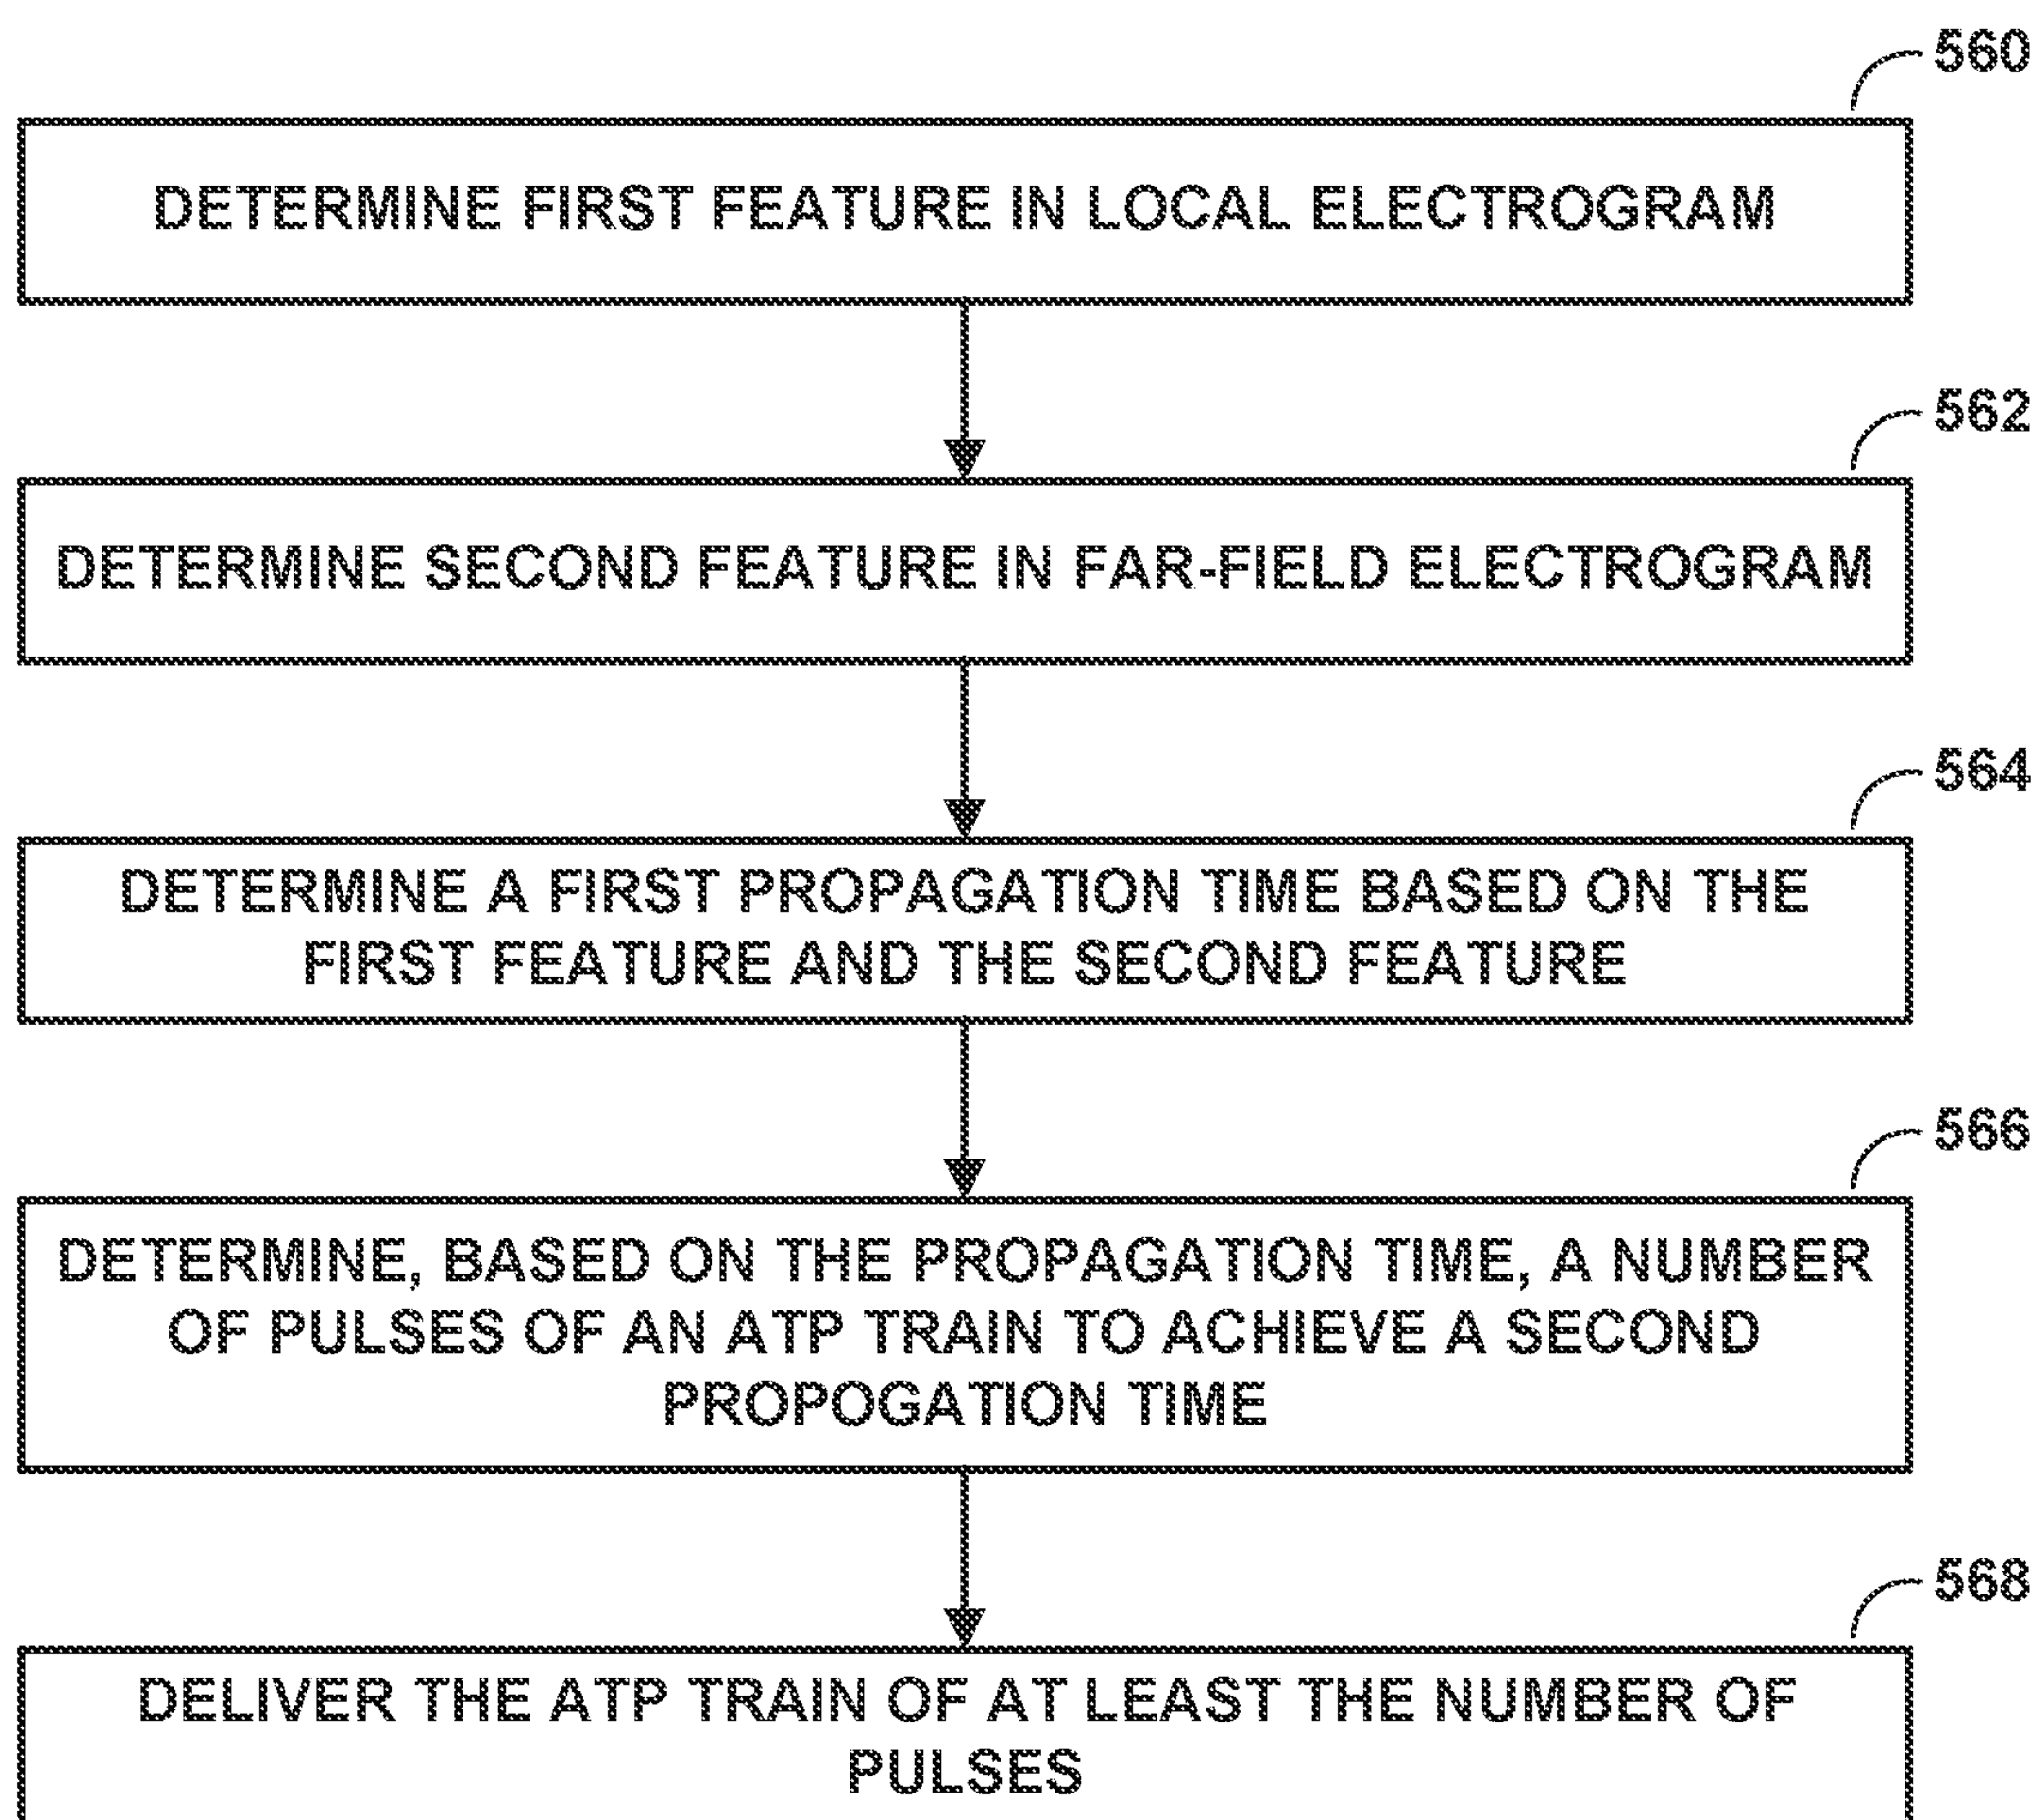 560
DETERMINE FIRST FEATURE IN LOCAL ELECTROGRAM
562
DETERMINE SECOND FEATURE IN FAR-FIELD ELECTROGRAM
564
DETERMINE A FIRST PROPAGATION TIME BASED ON THE
FIRST FEATURE AND THE SECOND FEATURE
566
DETERMINE, BASED ON THE PROPAGATION TIME, A NUMBER
OF PULSES OF AN ATP TRAIN TO ACHIEVE A SECOND
PROPOGATION TIME
568
DELIVER THE ATP TRAIN OF AT LEAST THE NUMBER OF
PULSES